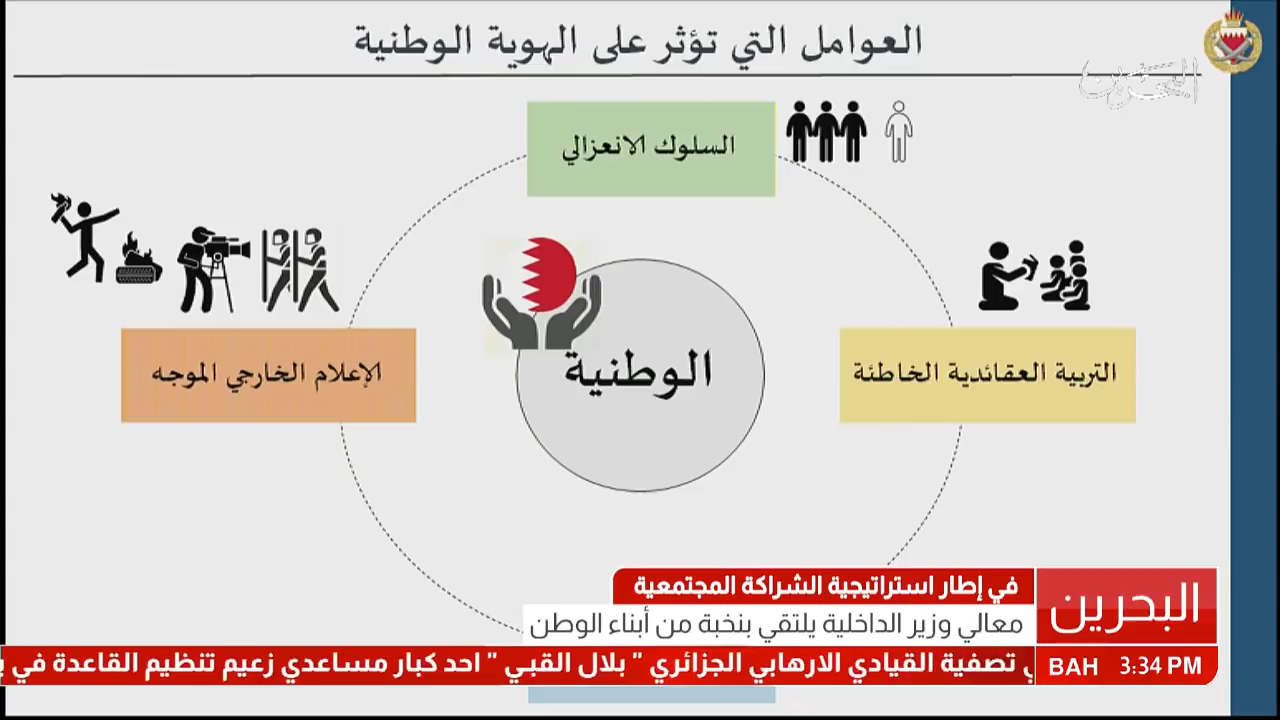 العوامل التي تؤثر على الهوية الوطنية
البحرين
السلوك الانعزالي
التربية العقائدية الخاطئة
الوطنية
الإعلام الخارجي الموجه
في إطار استراتيجية الشراكة المجتمعية
معالي وزير الداخلية يلتقي بنخبة من أبناء الوطن
البحرين
تصفية القيادي الارهابي الجزائري " بلال القبي " احد كبار مساعدي زعيم تنظيم القاعدة في
BAH 3:34 PM